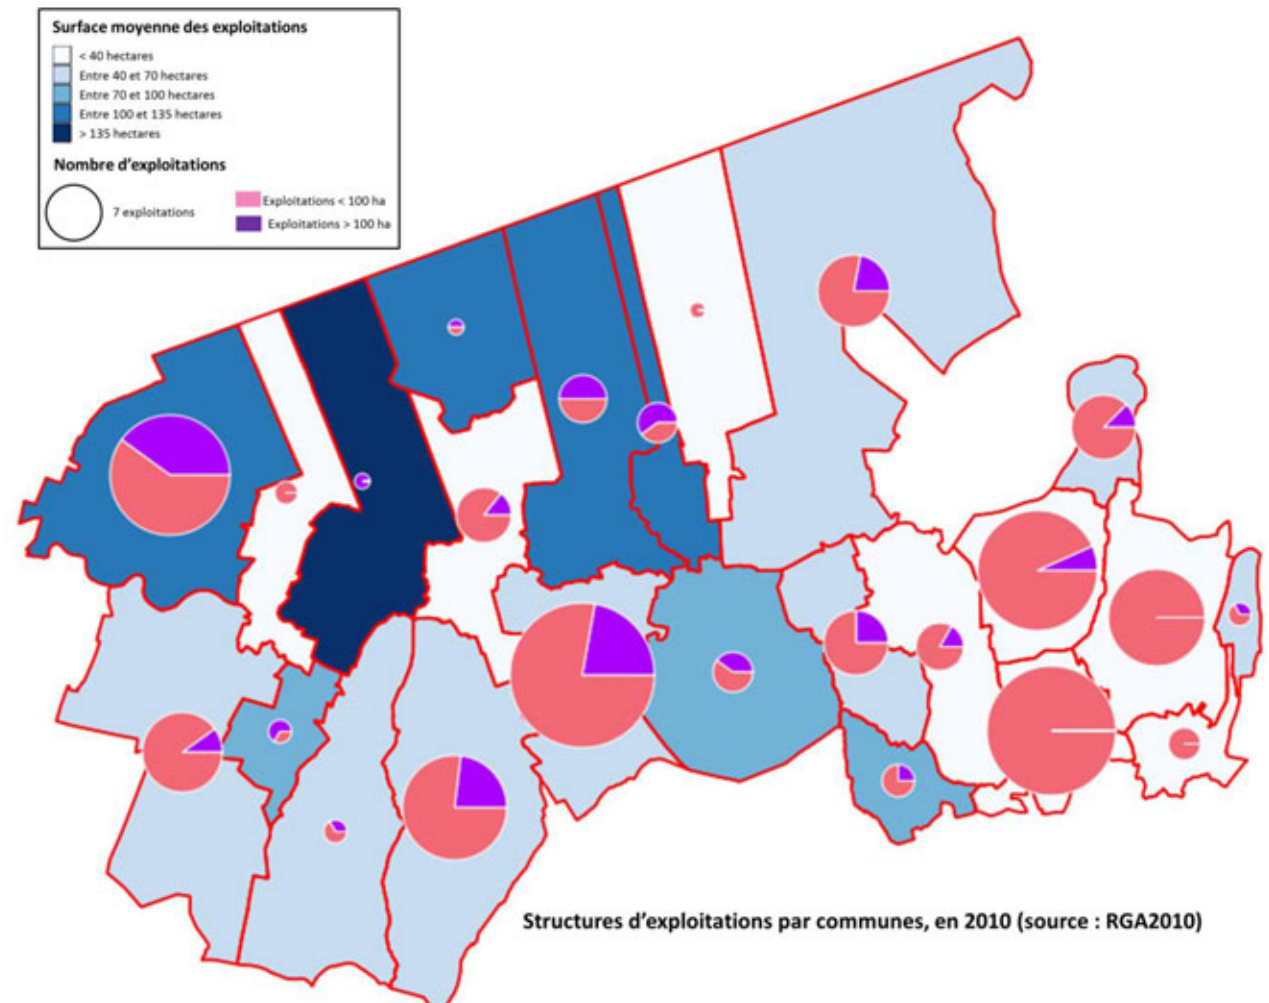 Surface moyenne des exploitations
< 40 hectares
Entre 40 et 70 hectares
Entre 70 et 100 hectares
Entre 100 et 135 hectares
> 135 hectares
Nombre d’exploitations
7 exploitations
Exploitations < 100 ha
Exploitations > 100 ha
Structures d’exploitations par communes, en 2010 (source : RGA2010)